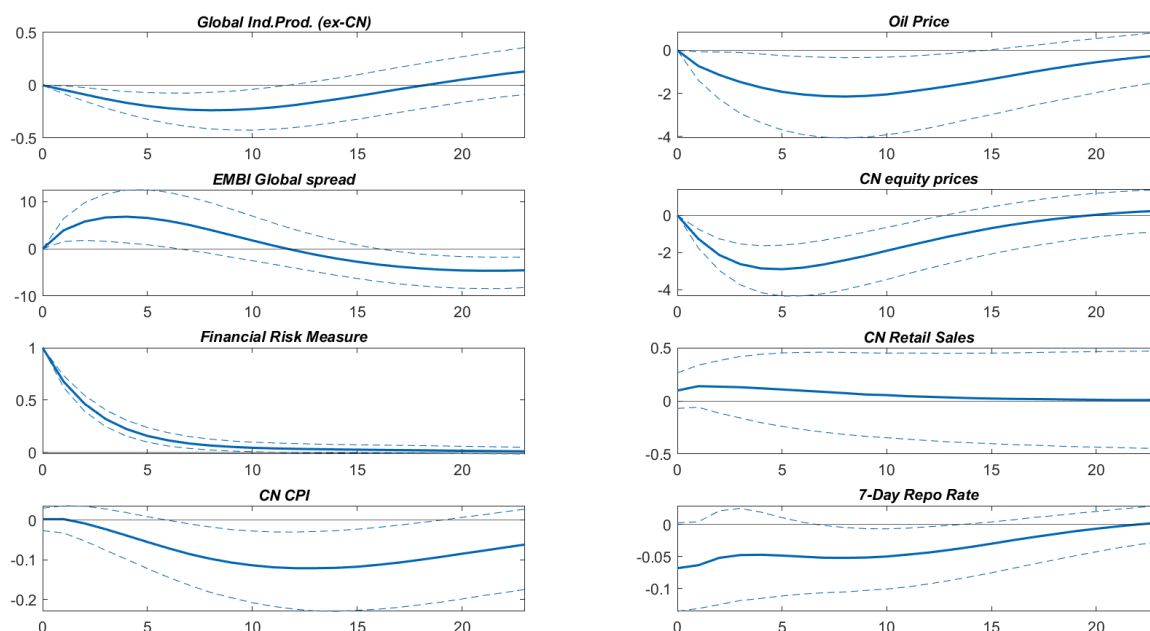 Global Ind.Prod. (ex-CN)
0.5
0
-0.5
0 5 10 15 20
Oil Price
0
-2
-4
0 5 10 15 20
EMBI Global spread
10
0
-10
0 5 10 15 20
CN equity prices
0
-2
-4
0 5 10 15 20
Financial Risk Measure
1
0.5
0
0 5 10 15 20
CN Retail Sales
0.5
0
-0.5
0 5 10 15 20
CN CPI
0
-0.1
-0.2
0 5 10 15 20
7-Day Repo Rate
0
-0.05
-0.1
0 5 10 15 20